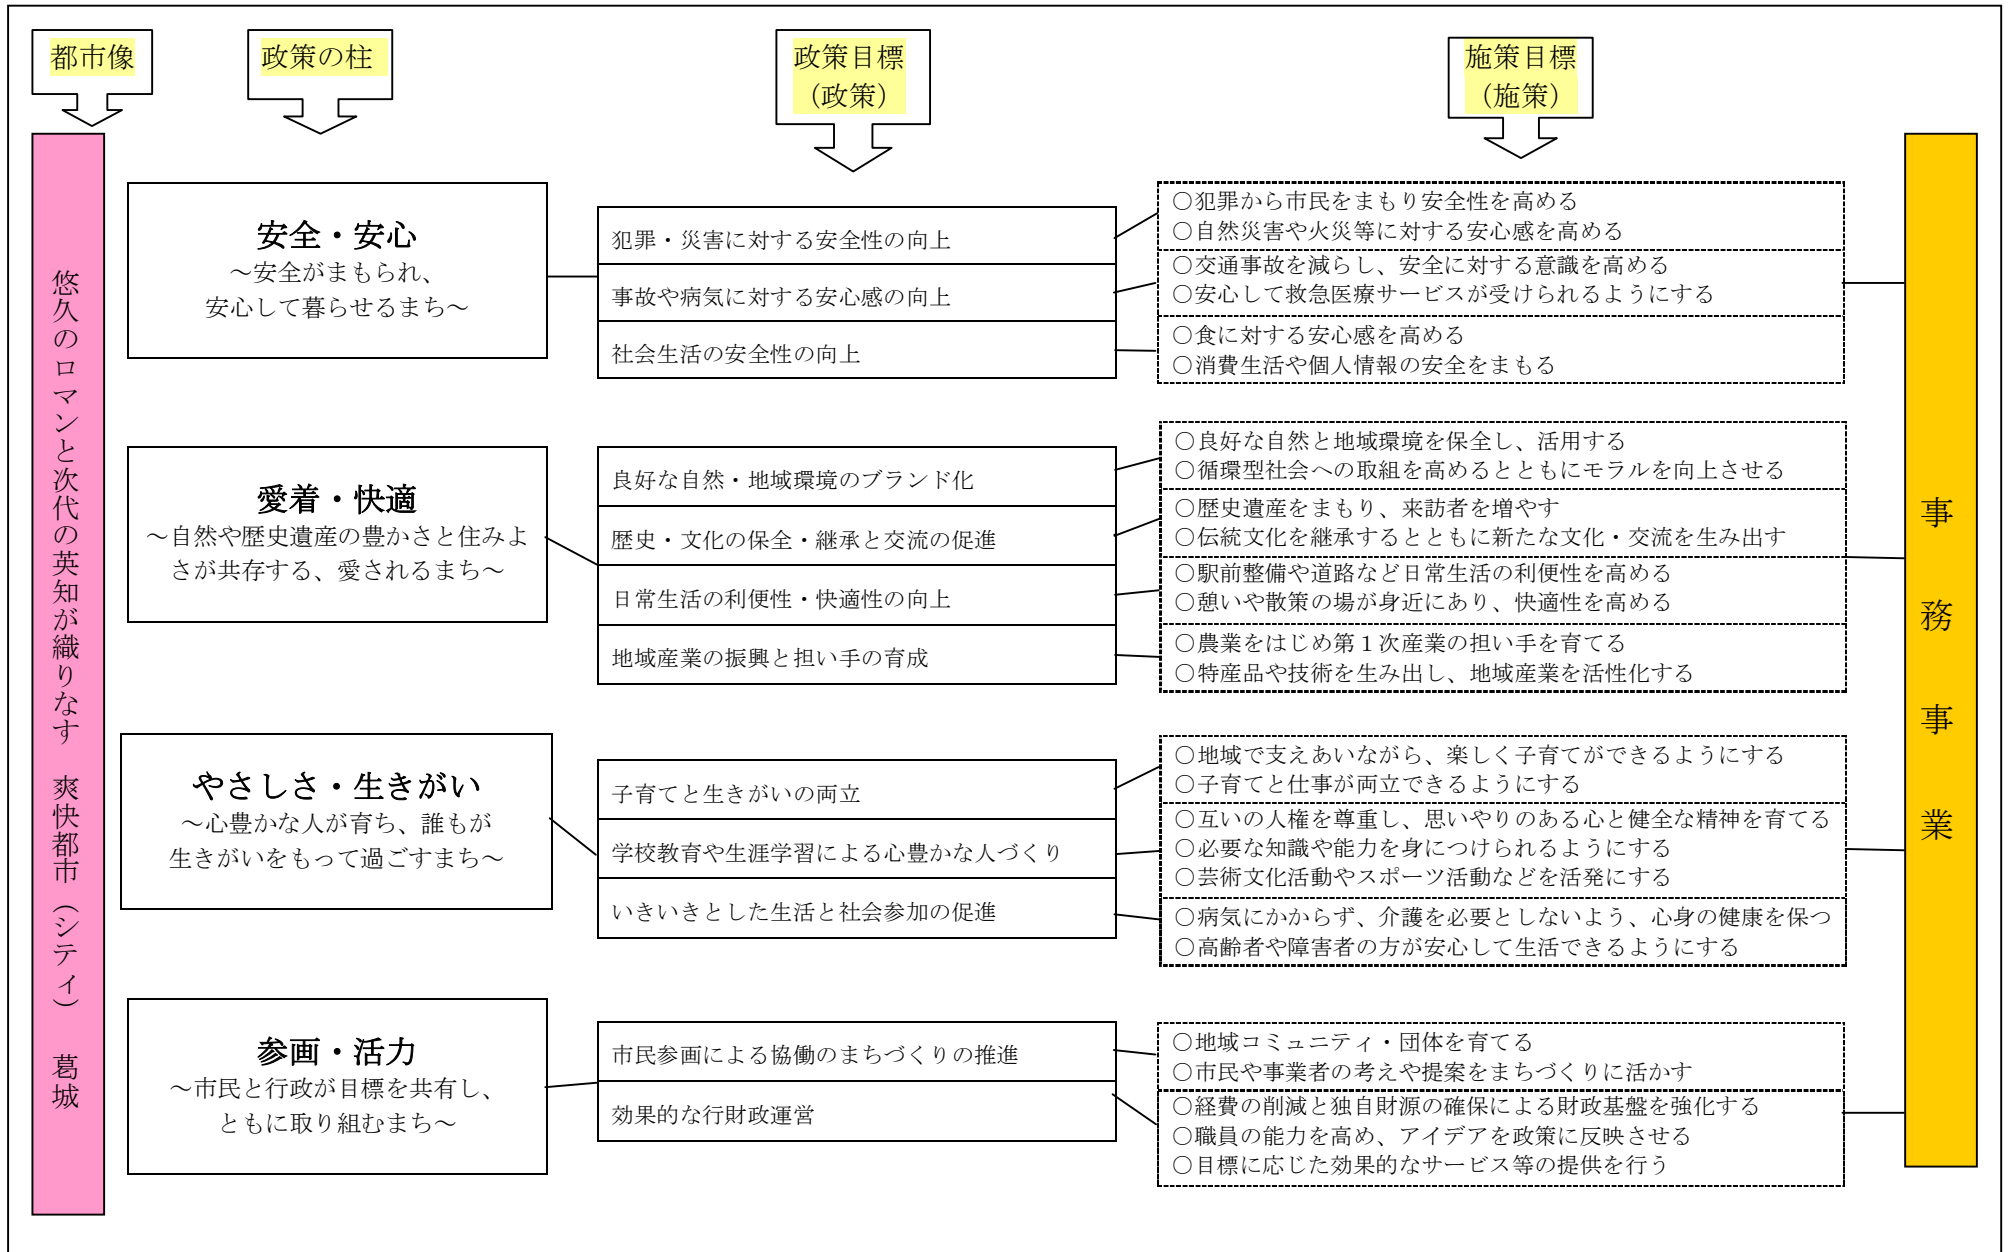 都市像
政策の柱
政策目標
（政策）
施策目標
（施策）
悠久のロマンと次代の英知が織りなす　爽快都市（シティ）　葛城
安全・安心
～安全がまもられ、
安心して暮らせるまち～
犯罪・災害に対する安全性の向上
事故や病気に対する安心感の向上
社会生活の安全性の向上
○犯罪から市民をまもり安全性を高める
○自然災害や火災等に対する安心感を高める
○交通事故を減らし、安全に対する意識を高める
○安心して救急医療サービスが受けられるようにする
○食に対する安心感を高める
○消費生活や個人情報の安全をまもる
愛着・快適
～自然や歴史遺産の豊かさと住みよ
さが共存する、愛されるまち～
良好な自然・地域環境のブランド化
歴史・文化の保全・継承と交流の促進
日常生活の利便性・快適性の向上
地域産業の振興と担い手の育成
○良好な自然と地域環境を保全し、活用する
○循環型社会への取組を高めるとともにモラルを向上させる
○歴史遺産をまもり、来訪者を増やす
○伝統文化を継承するとともに新たな文化・交流を生み出す
○駅前整備や道路など日常生活の利便性を高める
○憩いや散策の場が身近にあり、快適性を高める
○農業をはじめ第１次産業の担い手を育てる
○特産品や技術を生み出し、地域産業を活性化する
やさしさ・生きがい
～心豊かな人が育ち、誰もが
生きがいをもって過ごすまち～
子育てと生きがいの両立
学校教育や生涯学習による心豊かな人づくり
いきいきとした生活と社会参加の促進
○地域で支えあいながら、楽しく子育てができるようにする
○子育てと仕事が両立できるようにする
○互いの人権を尊重し、思いやりのある心と健全な精神を育てる
○必要な知識や能力を身につけられるようにする
○芸術文化活動やスポーツ活動などを活発にする
○病気にかからず、介護を必要としないよう、心身の健康を保つ
○高齢者や障害者の方が安心して生活できるようにする
参画・活力
～市民と行政が目標を共有し、
ともに取り組むまち～
市民参画による協働のまちづくりの推進
効果的な行財政運営
○地域コミュニティ・団体を育てる
○市民や事業者の考えや提案をまちづくりに活かす
○経費の削減と独自財源の確保による財政基盤を強化する
○職員の能力を高め、アイデアを政策に反映させる
○目標に応じた効果的なサービス等の提供を行う
事務事業